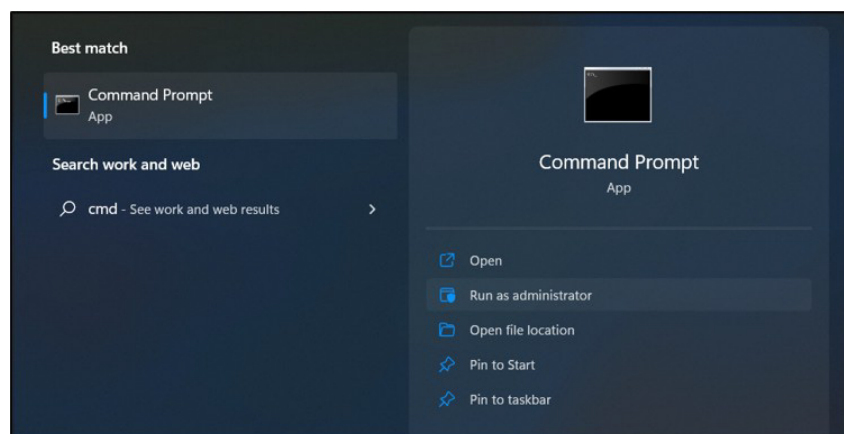 Best match
Command Prompt
App
Search work and web
cmd - See work and web results
Command Prompt
App
Open
Run as administrator
Open file location
Pin to Start
Pin to taskbar